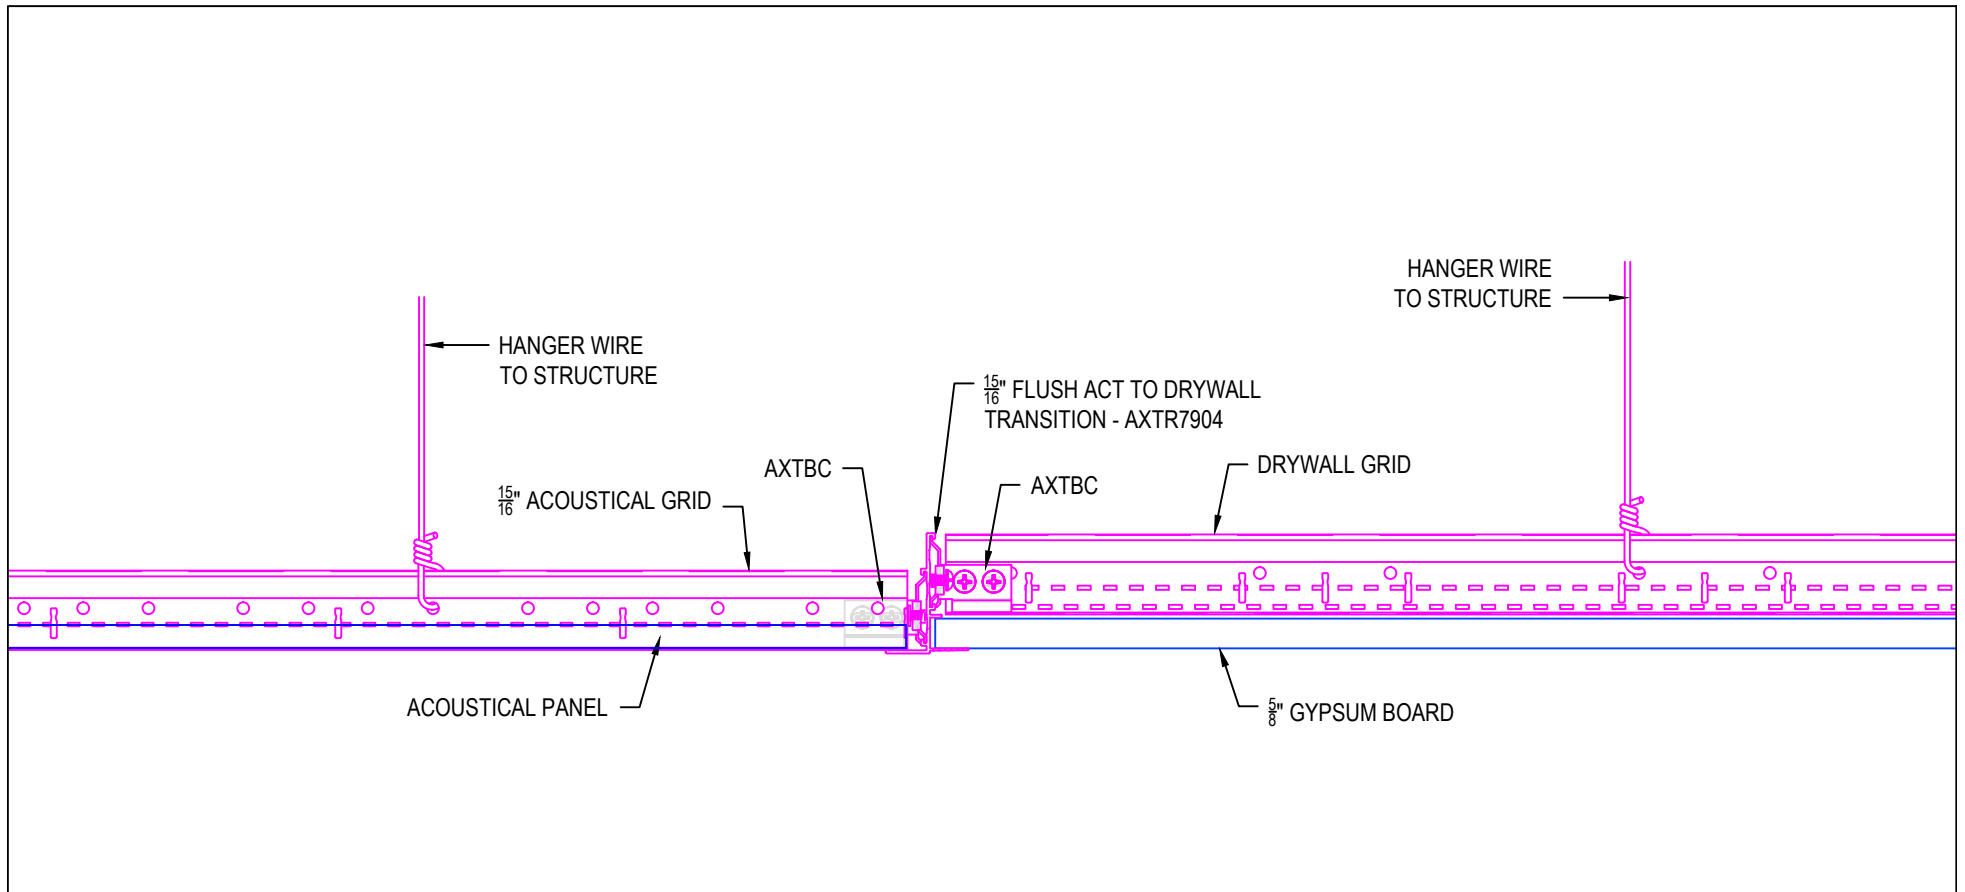 HANGER WIRE
TO STRUCTURE
HANGER WIRE
TO STRUCTURE
15/16" FLUSH ACT TO DRYWALL
TRANSITION - AXTR7904
AXTBC
DRYWALL GRID
15/16" ACOUSTICAL GRID
AXTBC
ACOUSTICAL PANEL
5/8" GYPSUM BOARD